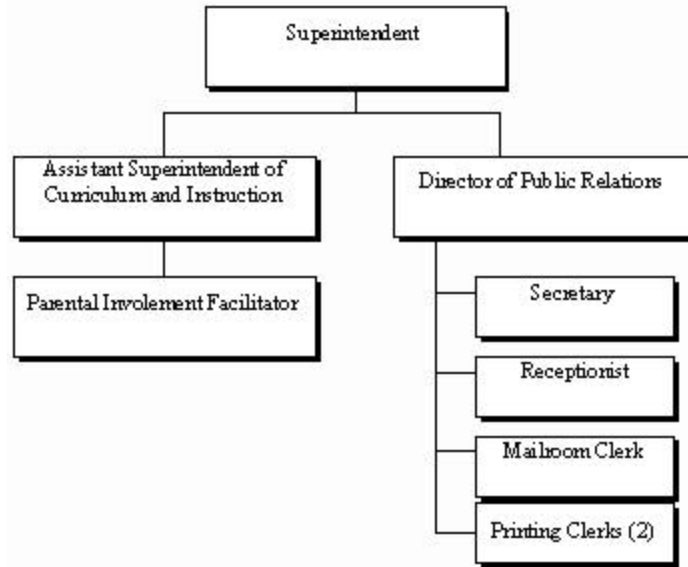 Superintendent
Assistant Superintendent of
Curriculum and Instruction
Director of Public Relations
Parental Involement Facilitator
Secretary
Receptionist
Mailroom Clerk
Printing Clerks (2)